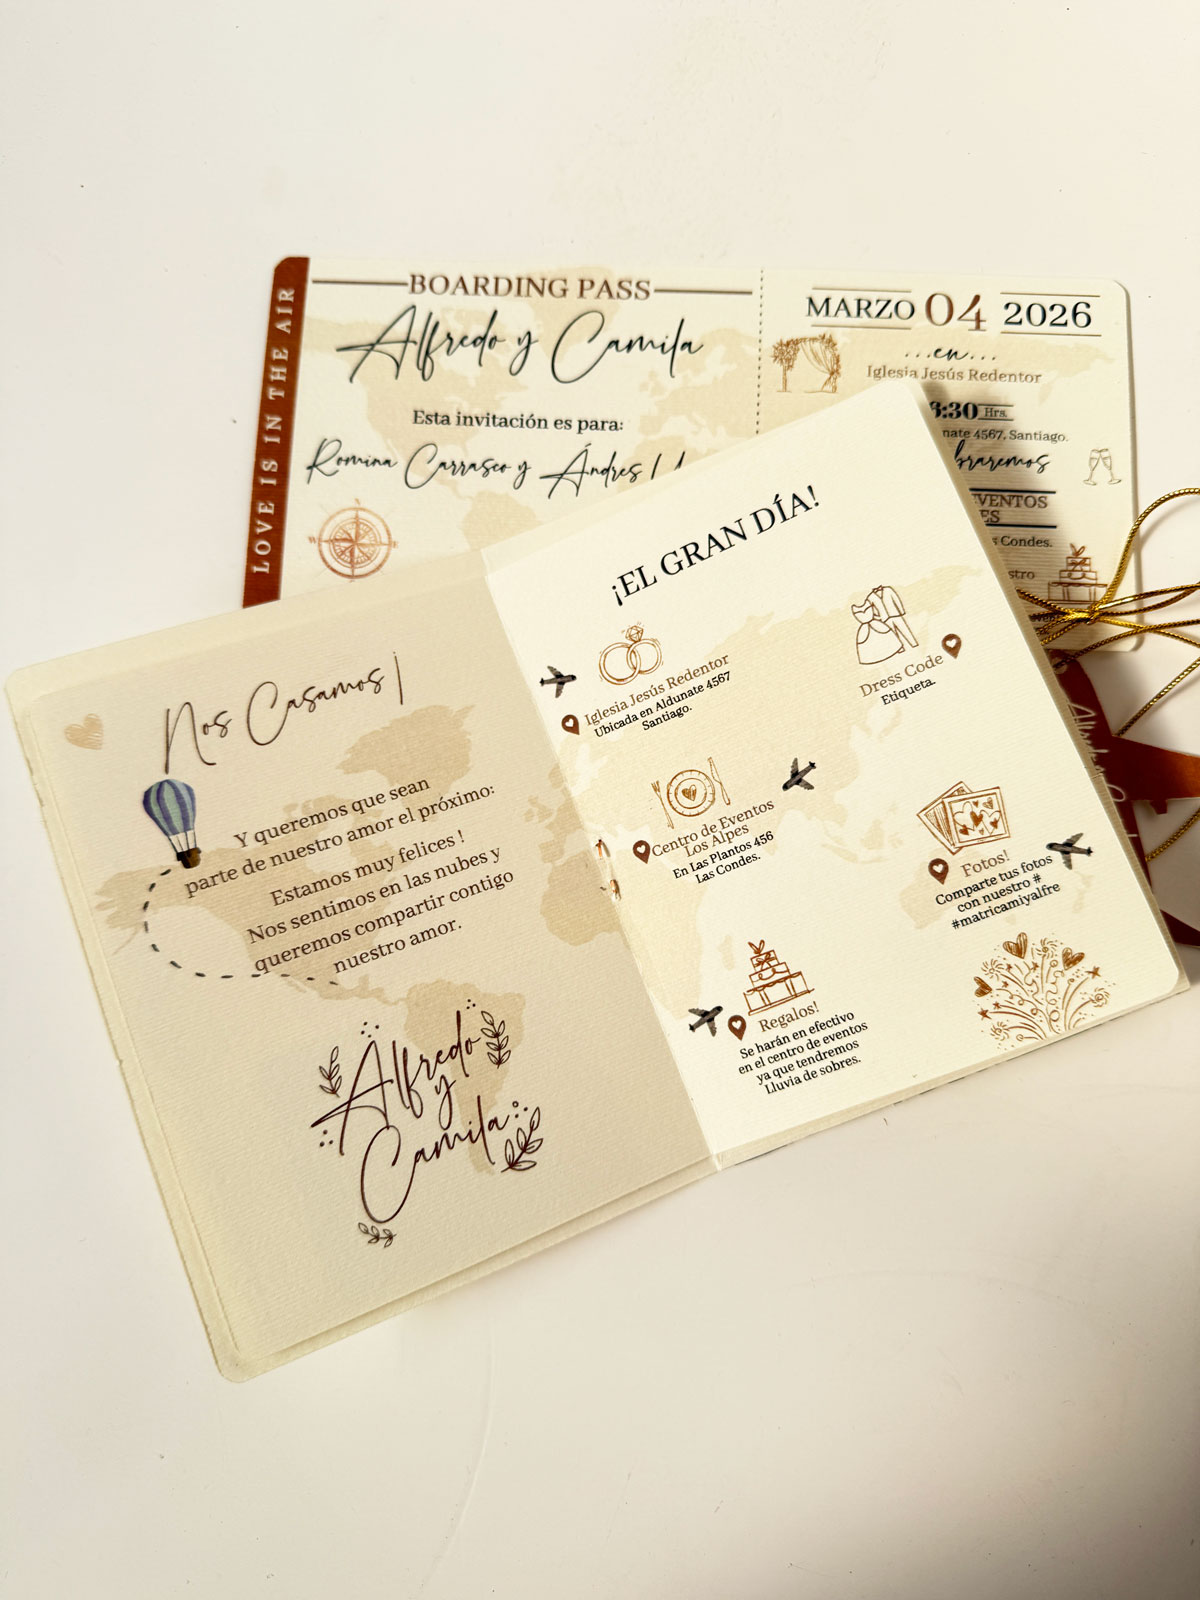 LOVE IS IN THE AIR
BOARDING PASS
Alfredo y Camila
Esta invitación es para:
Romina Carrasco y Ándres
MARZO 04 2026
...en...
Iglesia Jesús Redentor
:30 Hrs.
4567, Santiago.
Condes.
Nos Casamos !
Y queremos que sean
parte de nuestro amor el próximo:
Estamos muy felices !
Nos sentimos en las nubes y
queremos compartir contigo
nuestro amor.
Alfredo
y
Camila
¡EL GRAN DÍA!
Iglesia Jesús Redentor
Ubicada en Aldunate 4567
Santiago.
Dress Code
Etiqueta.
Centro de Eventos
Los Alpes
En Las Plantos 456
Las Condes.
Fotos!
Comparte tus fotos
con nuestro #
#matricamiyalfre
Regalos!
Se harán en efectivo
en el centro de eventos
ya que tendremos
Lluvia de sobres.